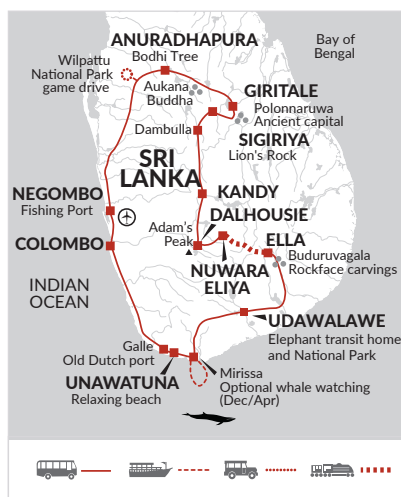 ANURADHAPURA
Bodhi Tree
Bay of
Bengal
Wilpattu
National Park
game drive
Aukana
Buddha
GIRITALE
Polonnaruwa
Ancient capital
Dambulla
SIGIRIYA
Lion's Rock
SRI
LANKA
KANDY
NEGOMBO
Fishing Port
DALHOUSIE
Adam's
Peak
COLOMBO
ELLA
Buduruvagala
Rockface carvings
NUWARA
ELIYA
INDIAN
OCEAN
UDAWALAWE
Elephant transit home
and National Park
Galle
Old Dutch port
UNAWATUNA
Relaxing beach
Mirissa
Optional whale watching
(Dec/Apr)